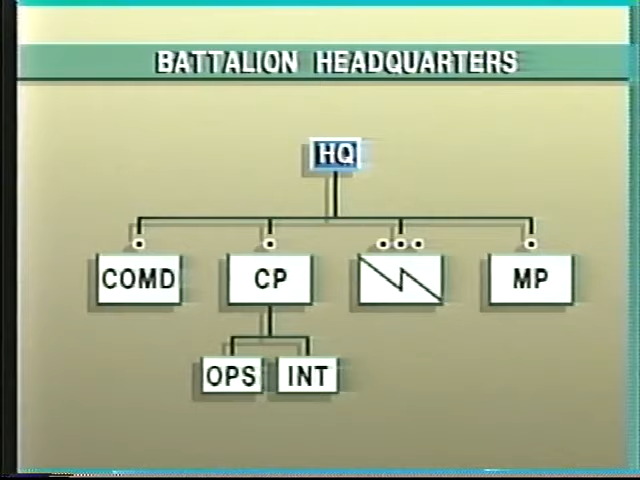 BATTALION HEADQUARTERS
HQ
COMD
CP
MP
OPS
INT